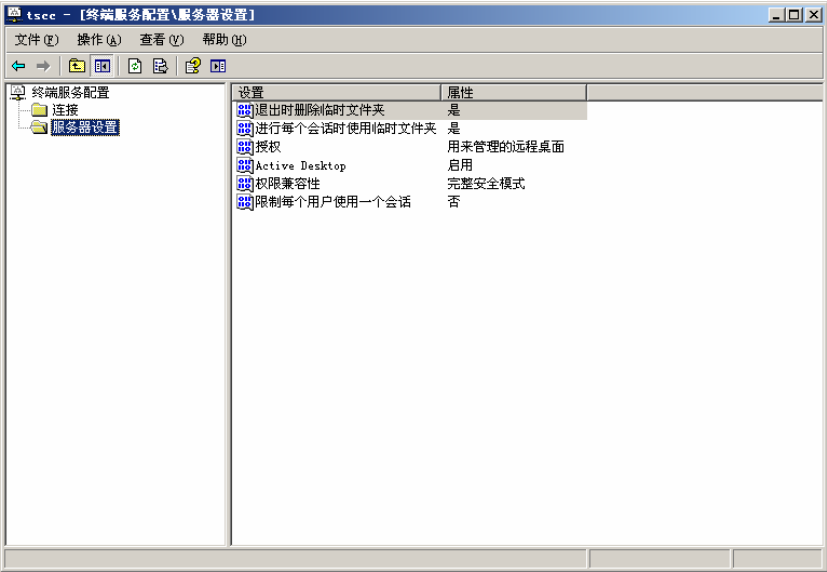 tscc - [终端服务配置\服务器设置]
文件(F) 操作(A) 查看(V) 帮助(H)
终端服务配置
连接
服务器设置
设置 属性
退出时删除临时文件夹 是
进行每个会话时使用临时文件夹 是
授权 用来管理的远程桌面
Active Desktop 启用
权限兼容性 完整安全模式
限制每个用户使用一个会话 否